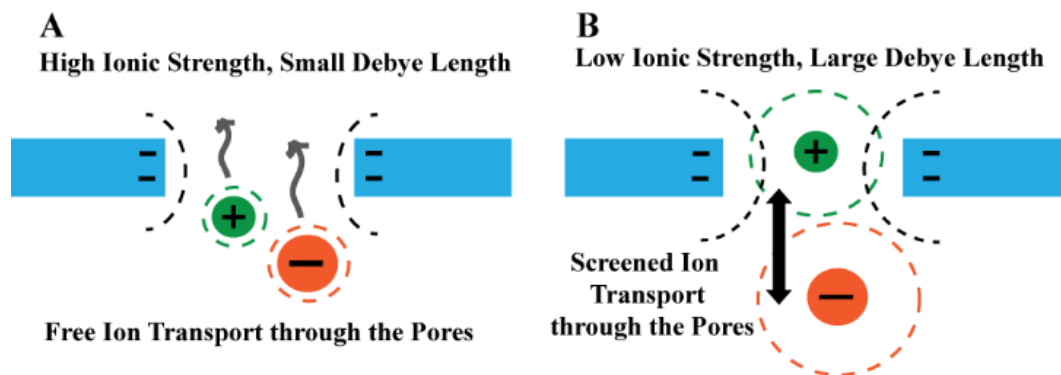 A
High Ionic Strength, Small Debye Length
Free Ion Transport through the Pores
B
Low Ionic Strength, Large Debye Length
Screened Ion
Transport
through the Pores